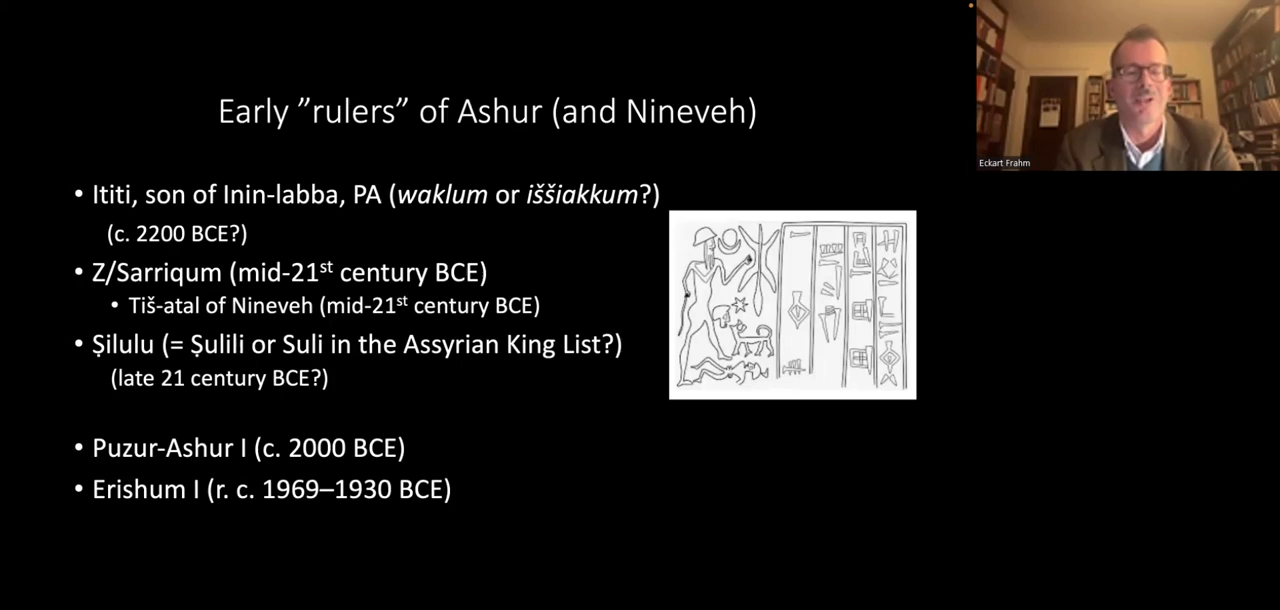 Early ”rulers” of Ashur (and Nineveh)
• Ititi, son of Inin-labba, PA (waklum or iššiakkum?)
(c. 2200 BCE?)
• Z/Sarriqum (mid-21st century BCE)
• Tiš-atal of Nineveh (mid-21st century BCE)
• Ṣilulu (= Ṣulili or Suli in the Assyrian King List?)
(late 21 century BCE?)
• Puzur-Ashur I (c. 2000 BCE)
• Erishum I (r. c. 1969–1930 BCE)
Eckart Frahm